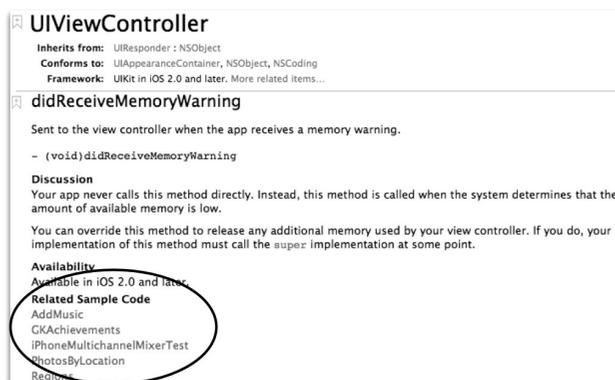 UIViewController
Inherits from: UIResponder : NSObject
Conforms to: UIAppearanceContainer, NSObject, NSCoding
Framework: UIKit in iOS 2.0 and later. More related items...
didReceiveMemoryWarning
Sent to the view controller when the app receives a memory warning.
- (void)didReceiveMemoryWarning
Discussion
Your app never calls this method directly. Instead, this method is called when the system determines that the
amount of available memory is low.
You can override this method to release any additional memory used by your view controller. If you do, your
implementation of this method must call the super implementation at some point.
Availability
Available in iOS 2.0 and later.
Related Sample Code
AddMusic
GKAchievements
iPhoneMultichannelMixerTest
PhotosByLocation
Regions